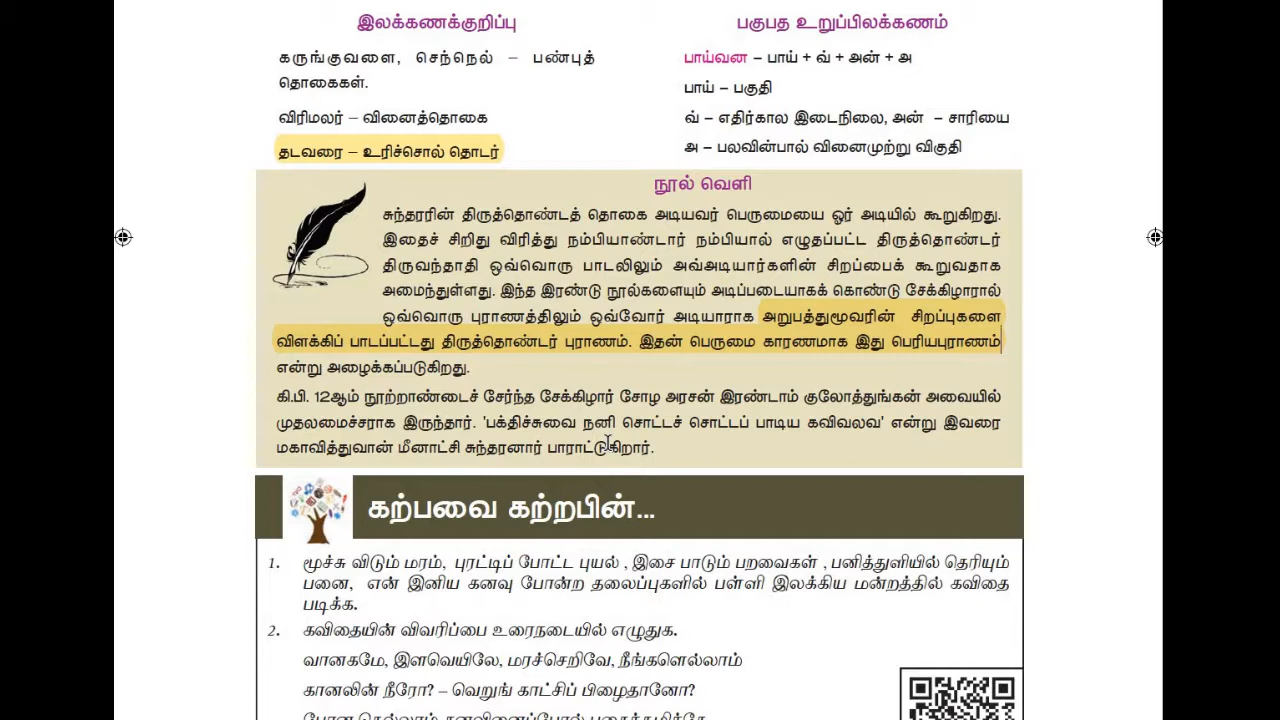 இலக்கணக்குறிப்பு
கருங்குவளை, செந்நெல் – பண்புத்
தொகைகள்.
விரிமலர் – வினைத்தொகை
தடவரை – உரிச்சொல் தொடர்
பகுபத உறுப்பிலக்கணம்
பாய்வன – பாய் + வ் + அன் + அ
பாய் – பகுதி
வ் – எதிர்கால இடைநிலை, அன் – சாரியை
அ – பலவின்பால் வினைமுற்று விகுதி
நூல் வெளி
சுந்தரரின் திருத்தொண்டத் தொகை அடியவர் பெருமையை ஓர் அடியில் கூறுகிறது.
இதைச் சிறிது விரித்து நம்பியாண்டார் நம்பியால் எழுதப்பட்ட திருத்தொண்டர்
திருவந்தாதி ஒவ்வொரு பாடலிலும் அவ்அடியார்களின் சிறப்பைக் கூறுவதாக
அமைந்துள்ளது. இந்த இரண்டு நூல்களையும் அடிப்படையாகக் கொண்டு சேக்கிழாரால்
ஒவ்வொரு புராணத்திலும் ஒவ்வோர் அடியாராக அறுபத்துமூவரின் சிறப்புகளை
விளக்கிப் பாடப்பட்டது திருத்தொண்டர் புராணம். இதன் பெருமை காரணமாக இது பெரியபுராணம்
என்று அழைக்கப்படுகிறது.
கி.பி. 12ஆம் நூற்றாண்டைச் சேர்ந்த சேக்கிழார் சோழ அரசன் இரண்டாம் குலோத்துங்கன் அவையில்
முதலமைச்சராக இருந்தார். 'பக்திச்சுவை நனி சொட்டச் சொட்டப் பாடிய கவிவலவ' என்று இவரை
மகாவித்துவான் மீனாட்சி சுந்தரனார் பாராட்டுகிறார்.
கற்பவை கற்றபின்...
1. மூச்சு விடும் மரம், புரட்டிப் போட்ட புயல் , இசை பாடும் பறவைகள் , பனித்துளியில் தெரியும்
பனை, என் இனிய கனவு போன்ற தலைப்புகளில் பள்ளி இலக்கிய மன்றத்தில் கவிதை
படிக்க.
2. கவிதையின் விவரிப்பை உரைநடையில் எழுதுக.
வானகமே, இளவெயிலே, மரச்செறிவே, நீங்களெல்லாம்
கானலின் நீரோ? – வெறுங் காட்சிப் பிழைதானோ?